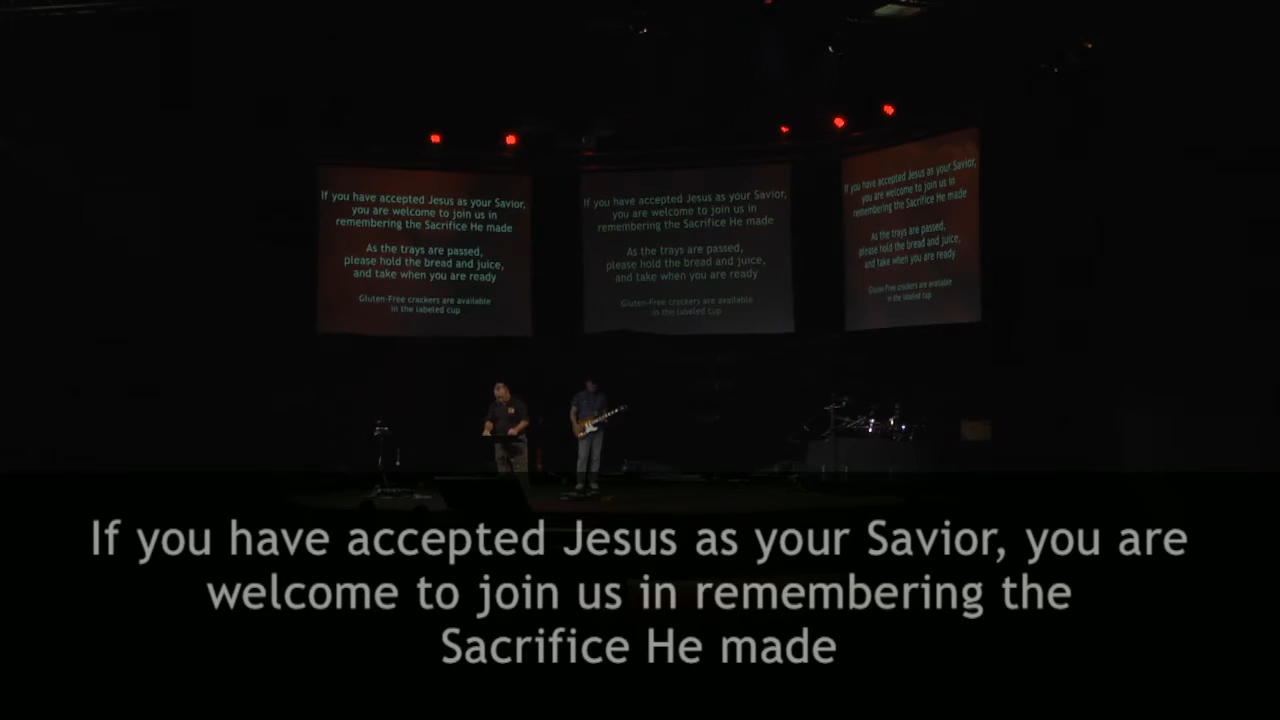 If you have accepted Jesus as your Savior,
you are welcome to join us in
remembering the Sacrifice He made
As the trays are passed,
please hold the bread and juice,
and take when you are ready
Gluten-Free crackers are available
in the labeled cup
If you have accepted Jesus as your Savior,
you are welcome to join us in
remembering the Sacrifice He made
As the trays are passed,
please hold the bread and juice,
and take when you are ready
Gluten-Free crackers are available
in the labeled cup
If you have accepted Jesus as your Savior,
you are welcome to join us in
remembering the Sacrifice He made
As the trays are passed,
please hold the bread and juice,
and take when you are ready
Gluten-Free crackers are available
in the labeled cup
If you have accepted Jesus as your Savior, you are
welcome to join us in remembering the
Sacrifice He made